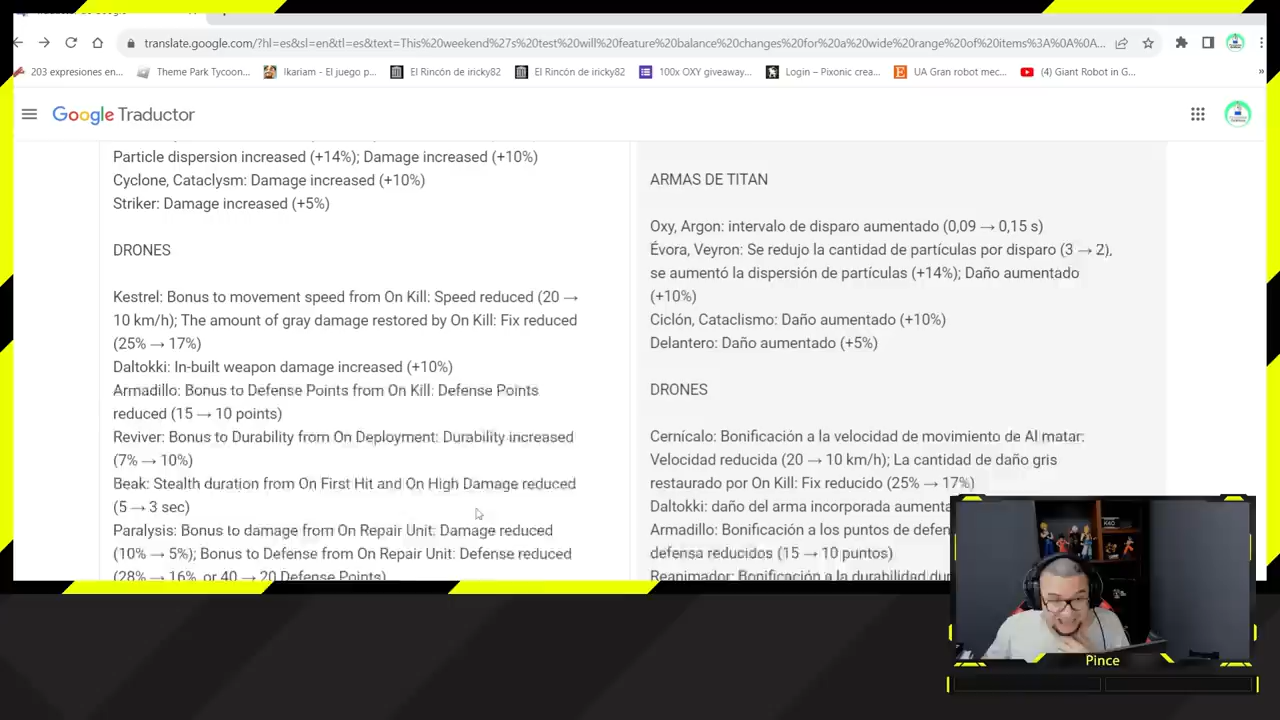 translate.google.com/?hl=es&sl=en&tl=es&text=This%20weekend%27s%20test%20will%20feature%20balance%20changes%20for%20a%20wide%20range%20of%20items%3A%0A%0A...
203 expresiones en...
Theme Park Tycoon...
Ikariam - El juego p...
El Rincón de iricky82
El Rincón de iricky82
100x OXY giveaway...
Login – Pixonic crea...
UA Gran robot mec...
(4) Giant Robot in G...
»
Google Traductor
Particle dispersion increased (+14%); Damage increased (+10%)
Cyclone, Cataclysm: Damage increased (+10%)
Striker: Damage increased (+5%)
DRONES
Kestrel: Bonus to movement speed from On Kill: Speed reduced (20 →
10 km/h); The amount of gray damage restored by On Kill: Fix reduced
(25% → 17%)
Daltokki: In-built weapon damage increased (+10%)
Armadillo: Bonus to Defense Points from On Kill: Defense Points
reduced (15 → 10 points)
Reviver: Bonus to Durability from On Deployment: Durability increased
(7% → 10%)
Beak: Stealth duration from On First Hit and On High Damage reduced
(5 → 3 sec)
Paralysis: Bonus to damage from On Repair Unit: Damage reduced
(10% → 5%); Bonus to Defense from On Repair Unit: Defense reduced
(28% → 16%, or 40 → 20 Defense Points)
ARMAS DE TITAN
Oxy, Argon: intervalo de disparo aumentado (0,09 → 0,15 s)
Évora, Veyron: Se redujo la cantidad de partículas por disparo (3 → 2),
se aumentó la dispersión de partículas (+14%); Daño aumentado
(+10%)
Ciclón, Cataclismo: Daño aumentado (+10%)
Delantero: Daño aumentado (+5%)
DRONES
Cernícalo: Bonificación a la velocidad de movimiento de Al matar:
Velocidad reducida (20 → 10 km/h); La cantidad de daño gris
restaurado por On Kill: Fix reducido (25% → 17%)
Daltokki: daño del arma incorporada aumenta
Armadillo: Bonificación a los puntos de defen
defensa reducidos (15 → 10 puntos)
Reanimador: Bonificación a la durabilidad du
Pince